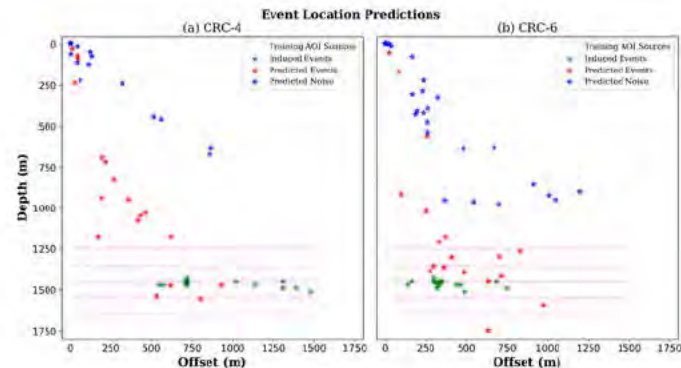 Event Location Predictions
(a) CRC-4
(b) CRC-6
Training AOI Sources
Induced Events
Predicted Events
Predicted Noise
Training AOI Sources
Induced Events
Predicted Events
Predicted Noise
Depth (m)
0
250
500
750
1000
1250
1500
1750
0 250 500 750 1000 1250 1500 1750
0 250 500 750 1000 1250 1500 1750
Offset (m)
Offset (m)